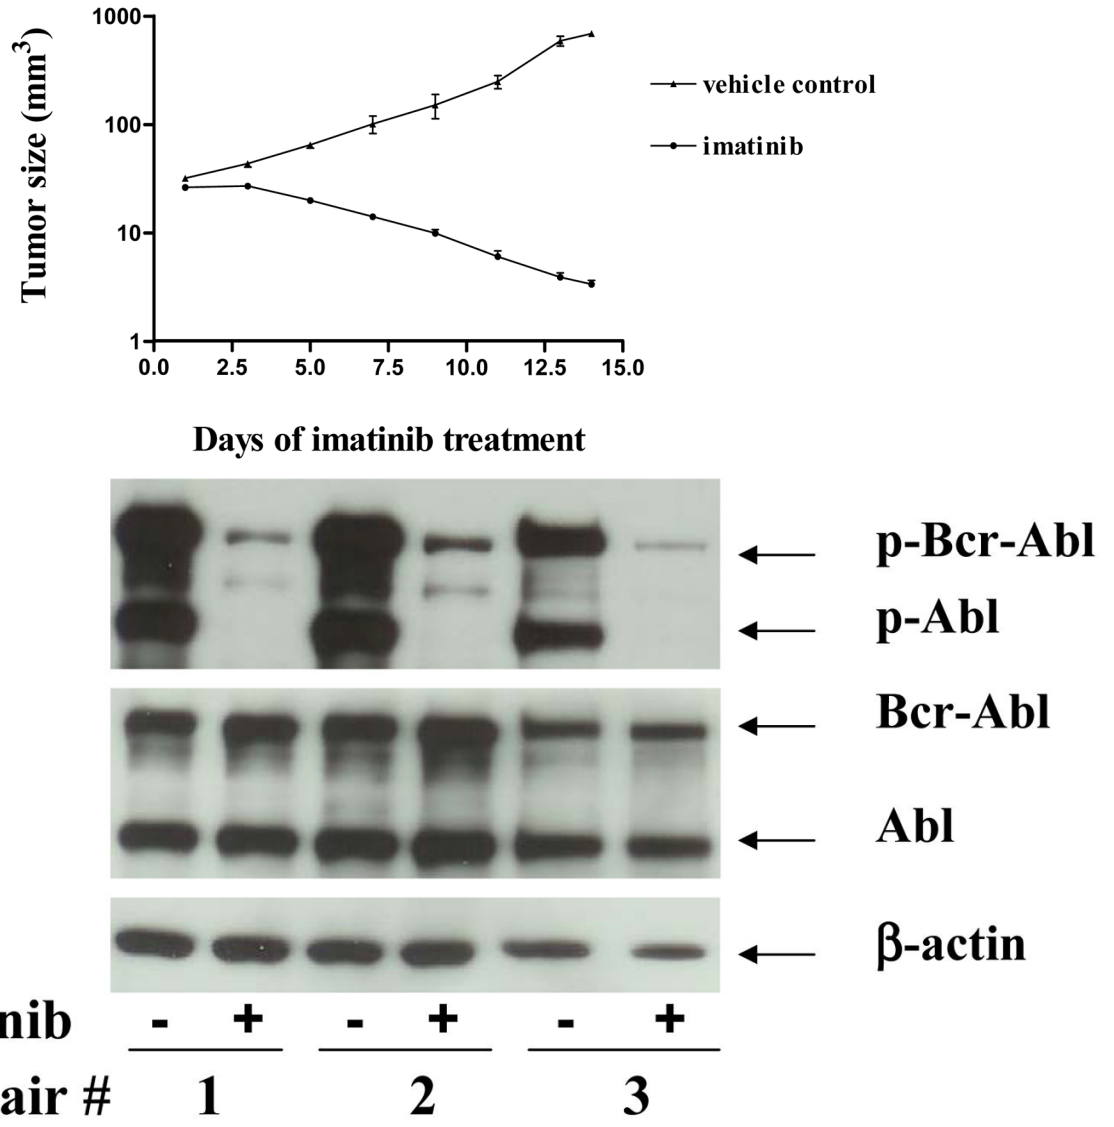 1000
100
10
1
Tumor size (mm³)
vehicle control
imatinib
0.0 2.5 5.0 7.5 10.0 12.5 15.0
Days of imatinib treatment
p-Bcr-Abl
p-Abl
Bcr-Abl
Abl
β-actin
nib - + - + - +
air # 1 2 3